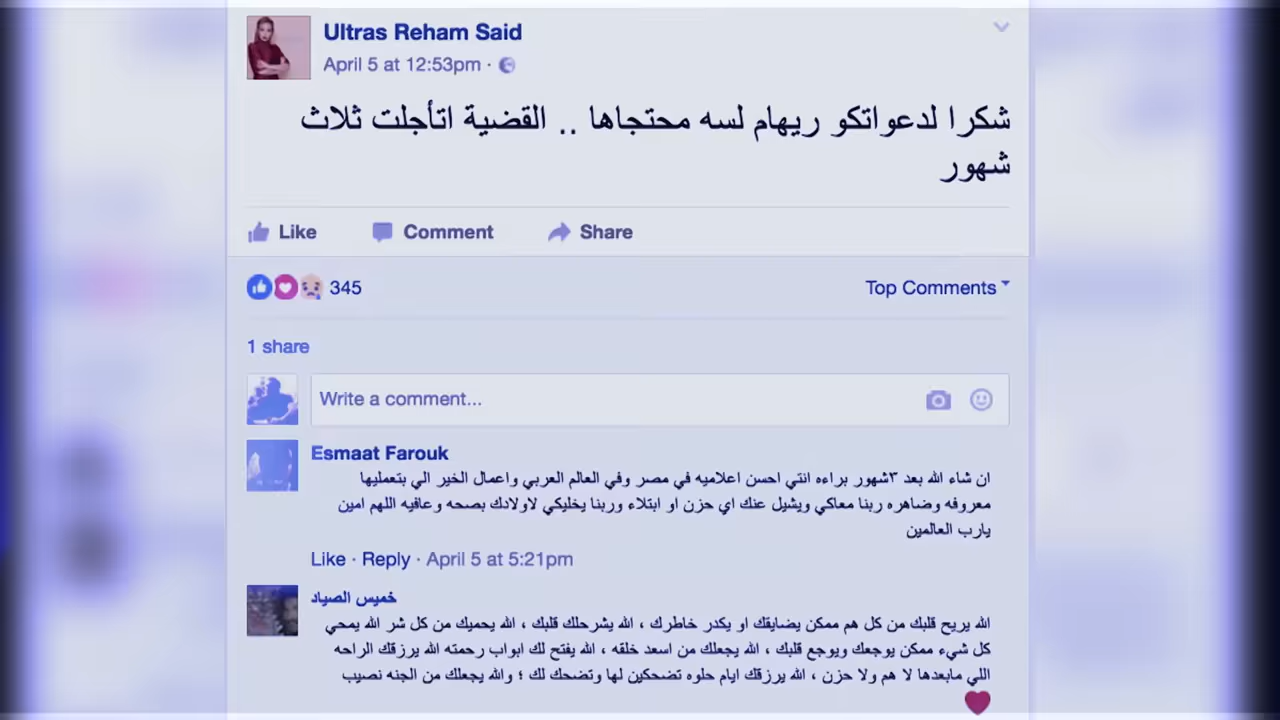 Ultras Reham Said
April 5 at 12:53pm ·
شكرا لدعواتكو ريهام لسه محتجاها .. القضية اتأجلت ثلاث
شهور
Like Comment Share
345 Top Comments
1 share
Write a comment...
Esmaat Farouk
ان شاء الله بعد ٣شهور براءه انتي احسن اعلاميه في مصر وفي العالم العربي واعمال الخير الي بتعمليها
معروفه وضاهره ربنا معاكي ويشيل عنك اي حزن او ابتلاء وربنا يخليكي لاولادك بصحه وعافيه اللهم امين
يارب العالمين
Like · Reply · April 5 at 5:21pm
خميس الصياد
الله يريح قلبك من كل هم ممكن يضايقك او يكدر خاطرك ، الله يشرحلك قلبك ، الله يحميك من كل شر الله يمحي
كل شيء ممكن يوجعك ويوجع قلبك ، الله يجعلك من اسعد خلقه ، الله يفتح لك ابواب رحمته الله يرزقك الراحه
اللي مابعدها لا هم ولا حزن ، الله يرزقك ايام حلوه تضحكين لها وتضحك لك ؛ والله يجعلك من الجنه نصيب